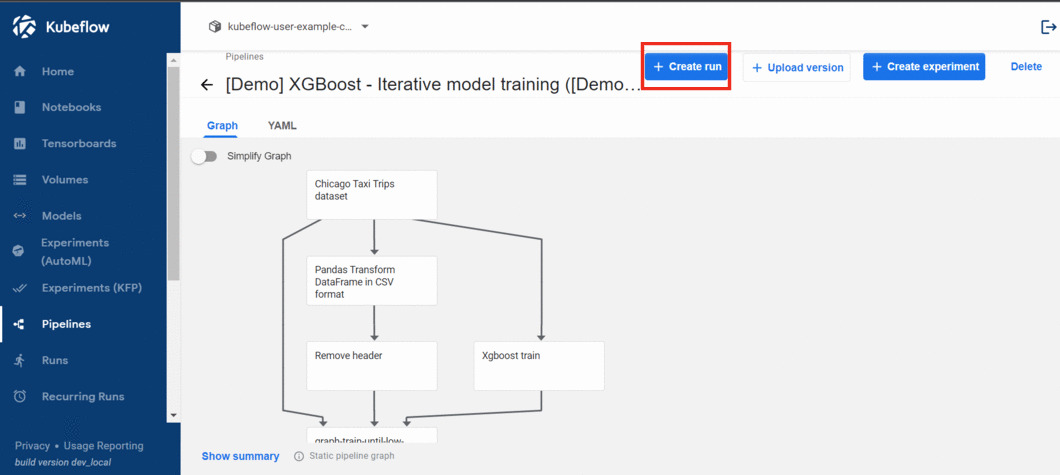 Kubeflow
kubeflow-user-example-c...
Home
Notebooks
Tensorboards
Volumes
Models
Experiments
(AutoML)
Experiments (KFP)
Pipelines
Runs
Recurring Runs
Privacy • Usage Reporting
build version dev_local
Pipelines
[Demo] XGBoost - Iterative model training ([Demo...
+ Create run
+ Upload version
+ Create experiment
Delete
Graph YAML
Simplify Graph
Chicago Taxi Trips
dataset
Pandas Transform
DataFrame in CSV
format
Remove header
Xgboost train
graph-train-until-low-
Show summary
Static pipeline graph